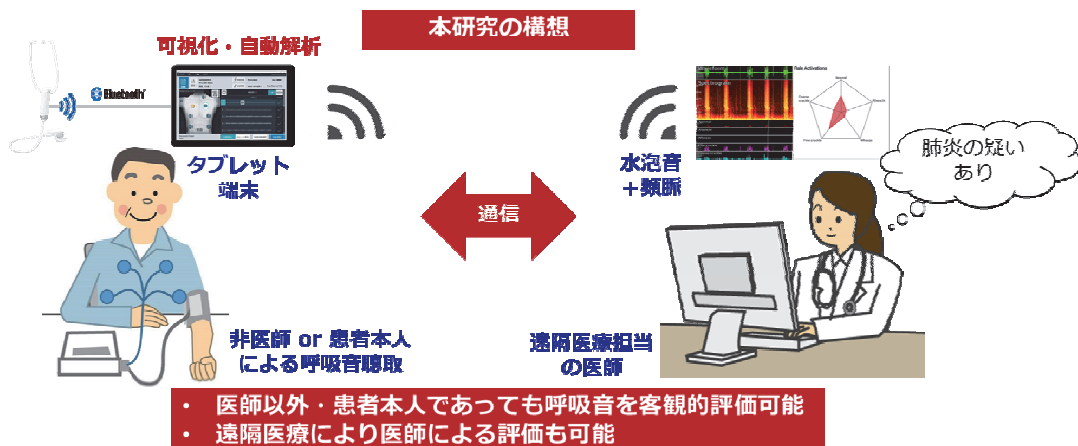 本研究の構想
可視化・自動解析
Bluetooth
タブレット
端末
水泡音
+頻脈
肺炎の疑い
あり
通信
非医師 or 患者本人
による呼吸音聴取
遠隔医療担当
の医師
• 医師以外・患者本人であっても呼吸音を客観的評価可能
• 遠隔医療により医師による評価も可能